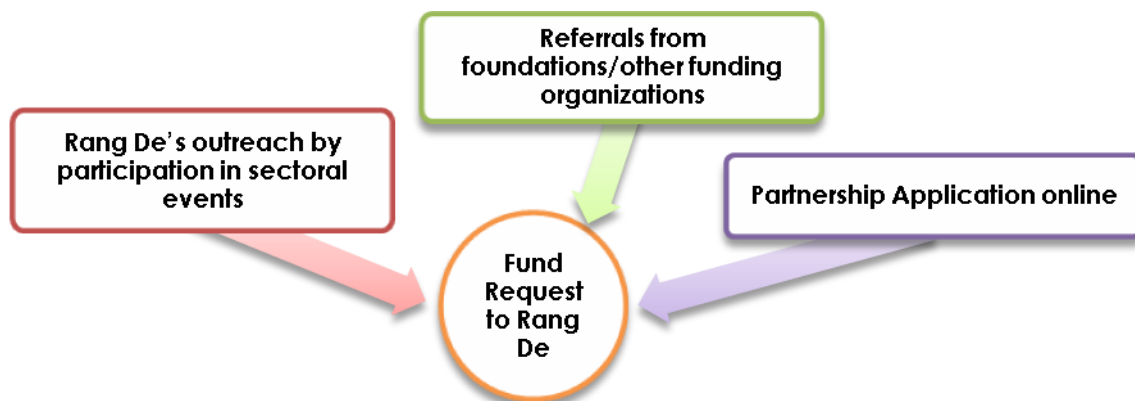 Referrals from
foundations/other funding
organizations
Rang De's outreach by
participation in sectoral
events
Partnership Application online
Fund
Request
to Rang
De